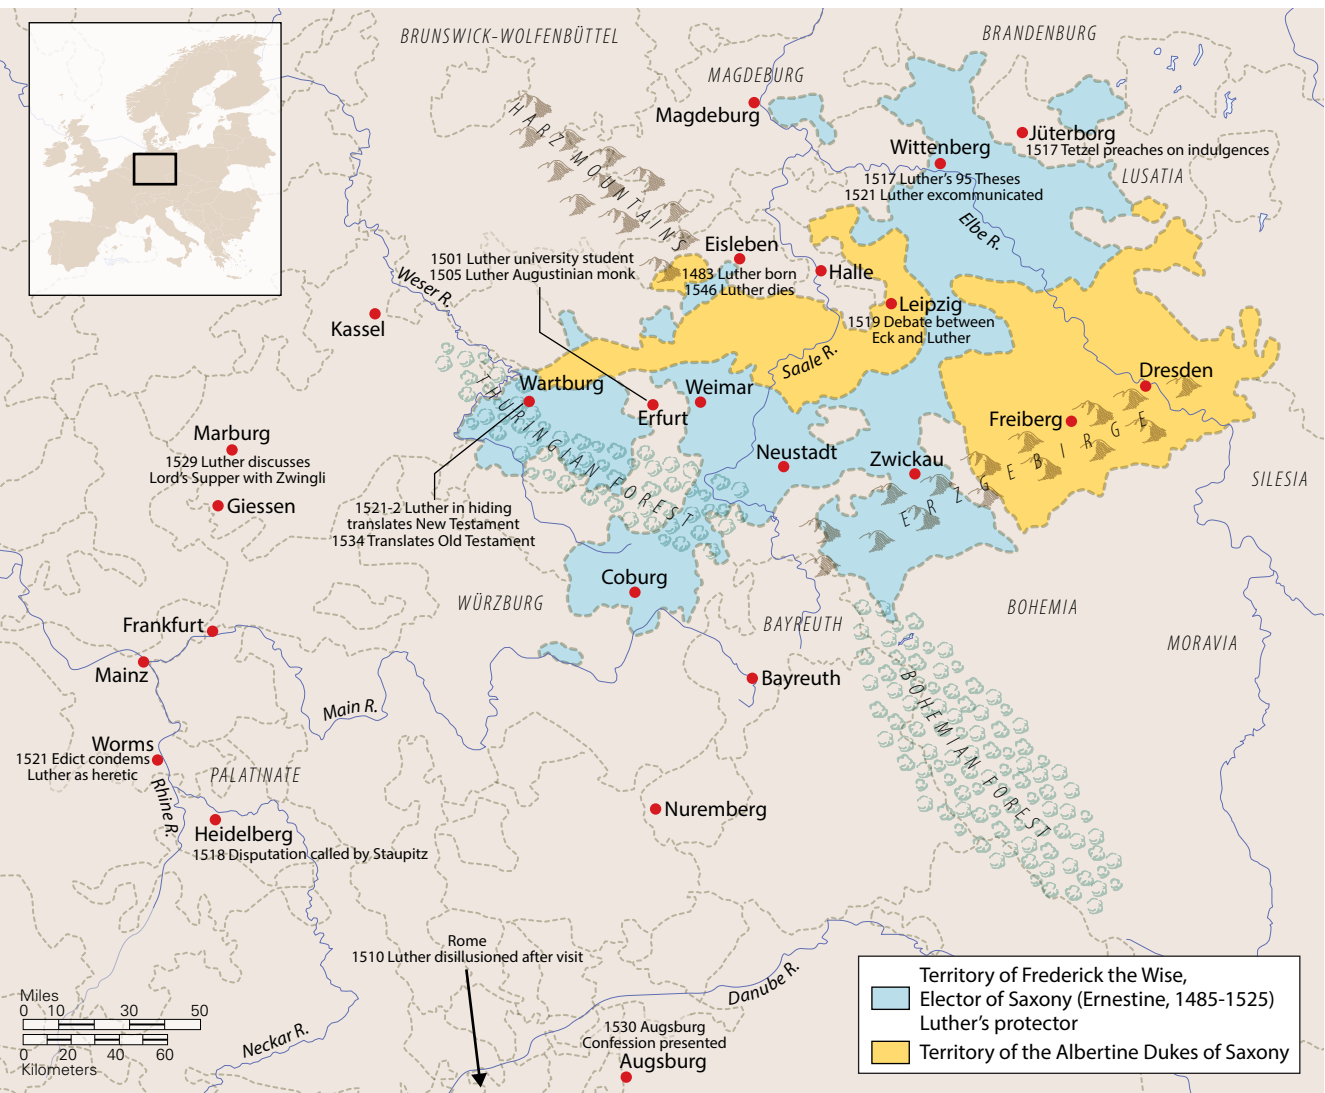 BRUNSWICK-WOLFENBÜTTEL
BRANDENBURG
MAGDEBURG
Magdeburg
HARZ MOUNTAINS
Jüterborg
1517 Tetzel preaches on indulgences
Wittenberg
1517 Luther's 95 Theses
1521 Luther excommunicated
LUSATIA
Elbe R.
Eisleben
1483 Luther born
1546 Luther dies
Halle
1501 Luther university student
1505 Luther Augustinian monk
Weser R.
Kassel
Leipzig
1519 Debate between
Eck and Luther
Saale R.
Wartburg
Weimar
Erfurt
Dresden
Freiberg
THURINGIAN FOREST
Marburg
1529 Luther discusses
Lord's Supper with Zwingli
Giessen
Neustadt
Zwickau
ERZGEBIRGE
SILESIA
1521-2 Luther in hiding
translates New Testament
1534 Translates Old Testament
Coburg
WÜRZBURG
BAYREUTH
BOHEMIA
MORAVIA
Frankfurt
Mainz
Main R.
Bayreuth
BOHEMIAN FOREST
Worms
1521 Edict condems
Luther as heretic
PALATINATE
Rhine R.
Heidelberg
1518 Disputation called by Staupitz
Nuremberg
Rome
1510 Luther disillusioned after visit
Danube R.
Neckar R.
1530 Augsburg
Confession presented
Augsburg
Miles
0 10 30 50
0 20 40 60
Kilometers
Territory of Frederick the Wise,
Elector of Saxony (Ernestine, 1485-1525)
Luther's protector
Territory of the Albertine Dukes of Saxony